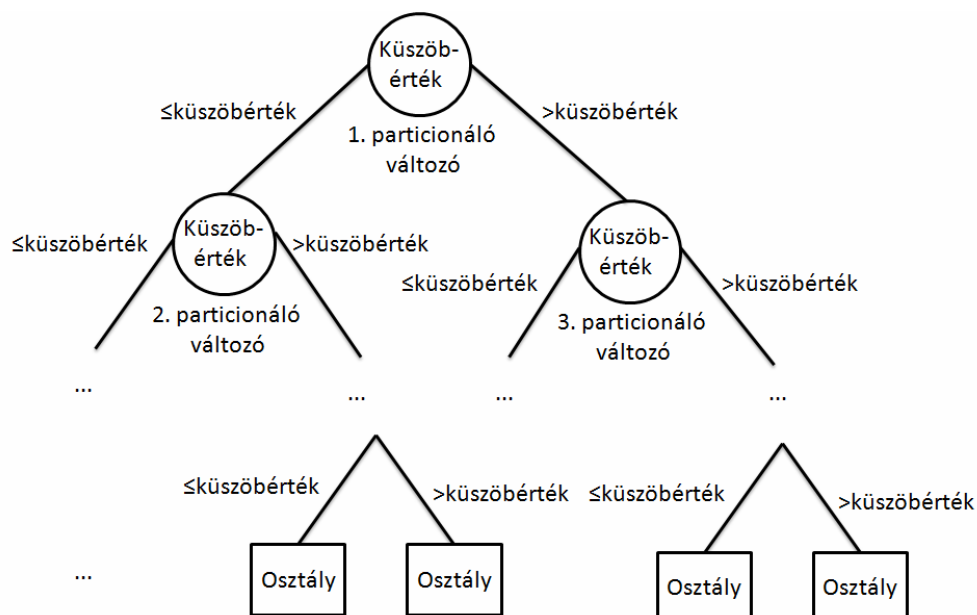 Küszöb-
érték
≤küszöbérték
>küszöbérték
1. particionáló
változó
Küszöb-
érték
≤küszöbérték
>küszöbérték
2. particionáló
változó
Küszöb-
érték
≤küszöbérték
>küszöbérték
3. particionáló
változó
...
...
...
...
≤küszöbérték
>küszöbérték
≤küszöbérték
>küszöbérték
...
Osztály
Osztály
Osztály
Osztály